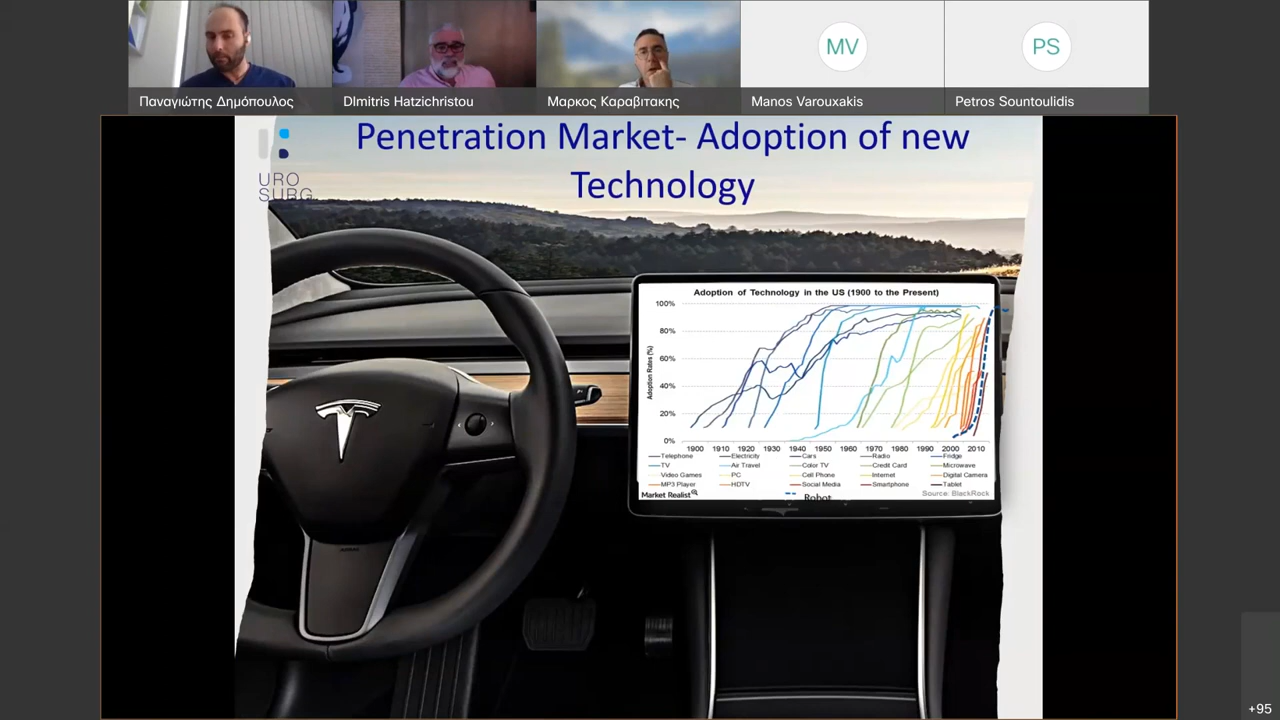 Παναγιώτης Δημόπουλος
DImitris Hatzichristou
Μαρκος Καραβιτακης
MV
Manos Varouxakis
PS
Petros Sountoulidis
URO
SURG
Penetration Market- Adoption of new
Technology
Adoption of Technology in the US (1900 to the Present)
Adoption Rates (%)
100%
80%
60%
40%
20%
0%
1900 1910 1920 1930 1940 1950 1960 1970 1980 1990 2000 2010
Telephone Electricity Cars Radio Fridge
TV Air Travel Color TV Credit Card Microwave
Video Games PC Cell Phone Internet Digital Camera
MP3 Player HDTV Social Media Smartphone Tablet
Market Realist Robot Source: BlackRock
+95